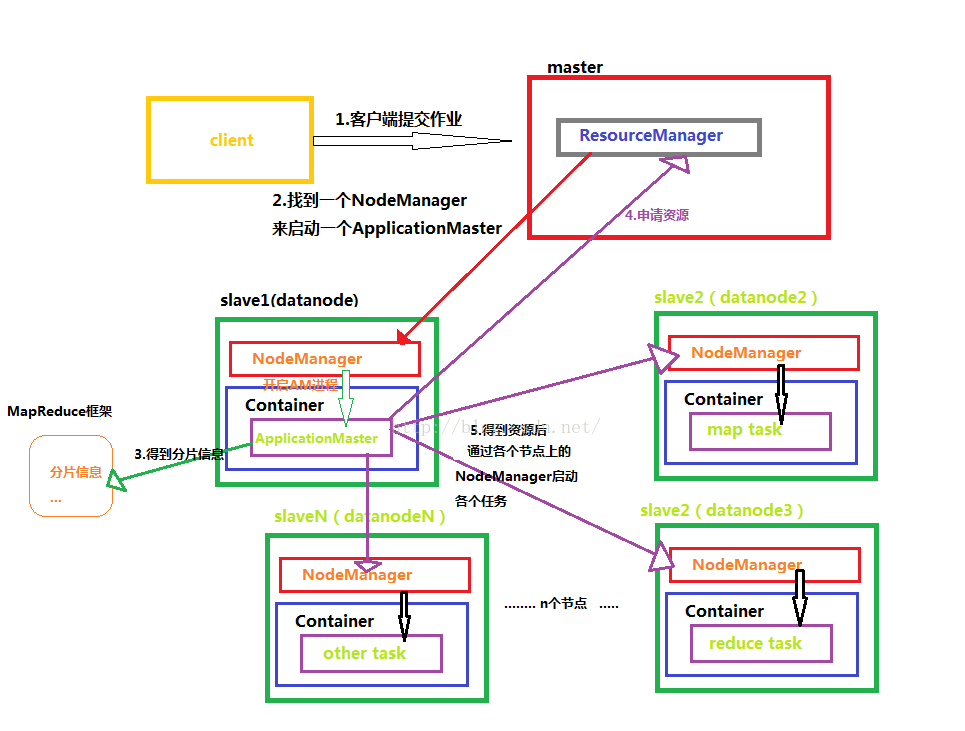 master
client
1.客户端提交作业
ResourceManager
2.找到一个NodeManager
来启动一个ApplicationMaster
4.申请资源
slave1(datanode)
slave2（datanode2）
NodeManager
开启AM进程
Container
ApplicationMaster
NodeManager
Container
map task
MapReduce框架
分片信息
...
3.得到分片信息
5.得到资源后
通过各个节点上的
NodeManager启动
各个任务
slaveN（datanodeN）
slave2（datanode3）
NodeManager
Container
other task
........ n个节点 .....
NodeManager
Container
reduce task